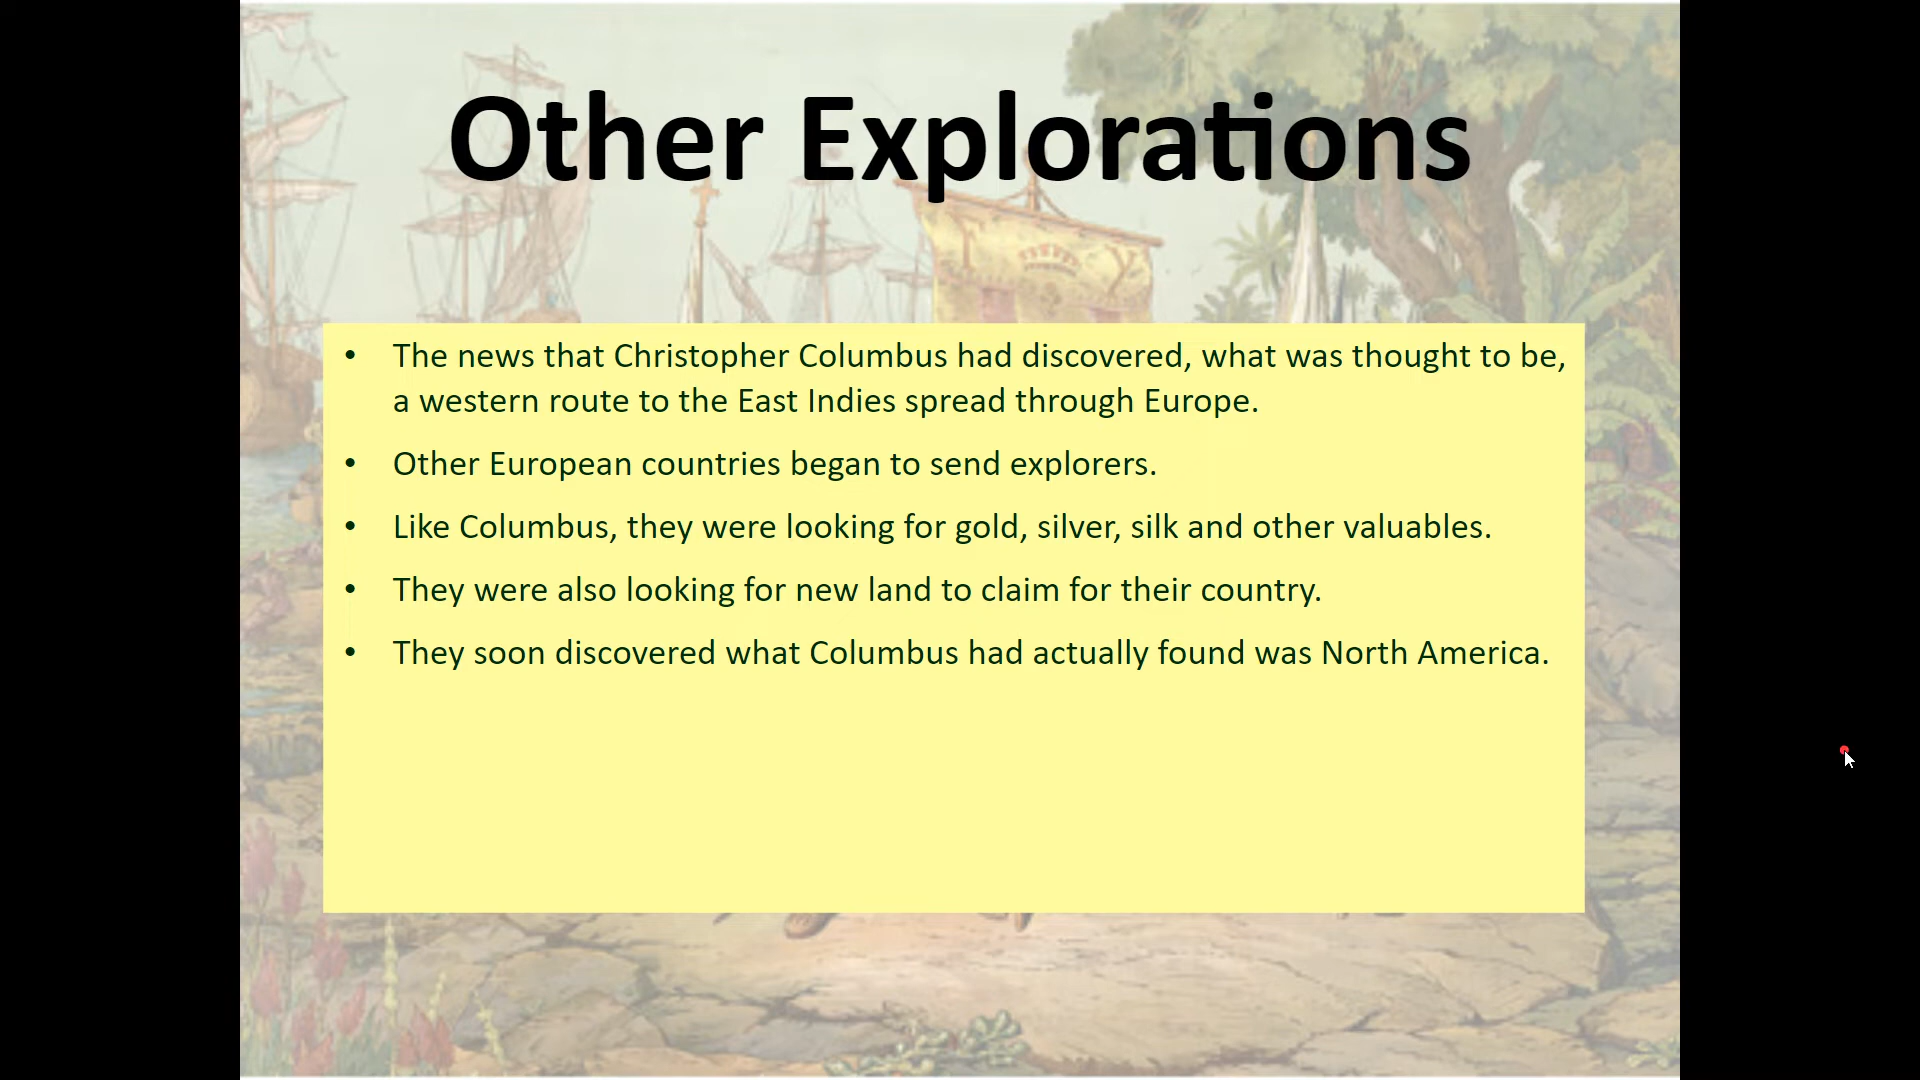 Other Explorations
• The news that Christopher Columbus had discovered, what was thought to be,
a western route to the East Indies spread through Europe.
• Other European countries began to send explorers.
• Like Columbus, they were looking for gold, silver, silk and other valuables.
• They were also looking for new land to claim for their country.
• They soon discovered what Columbus had actually found was North America.